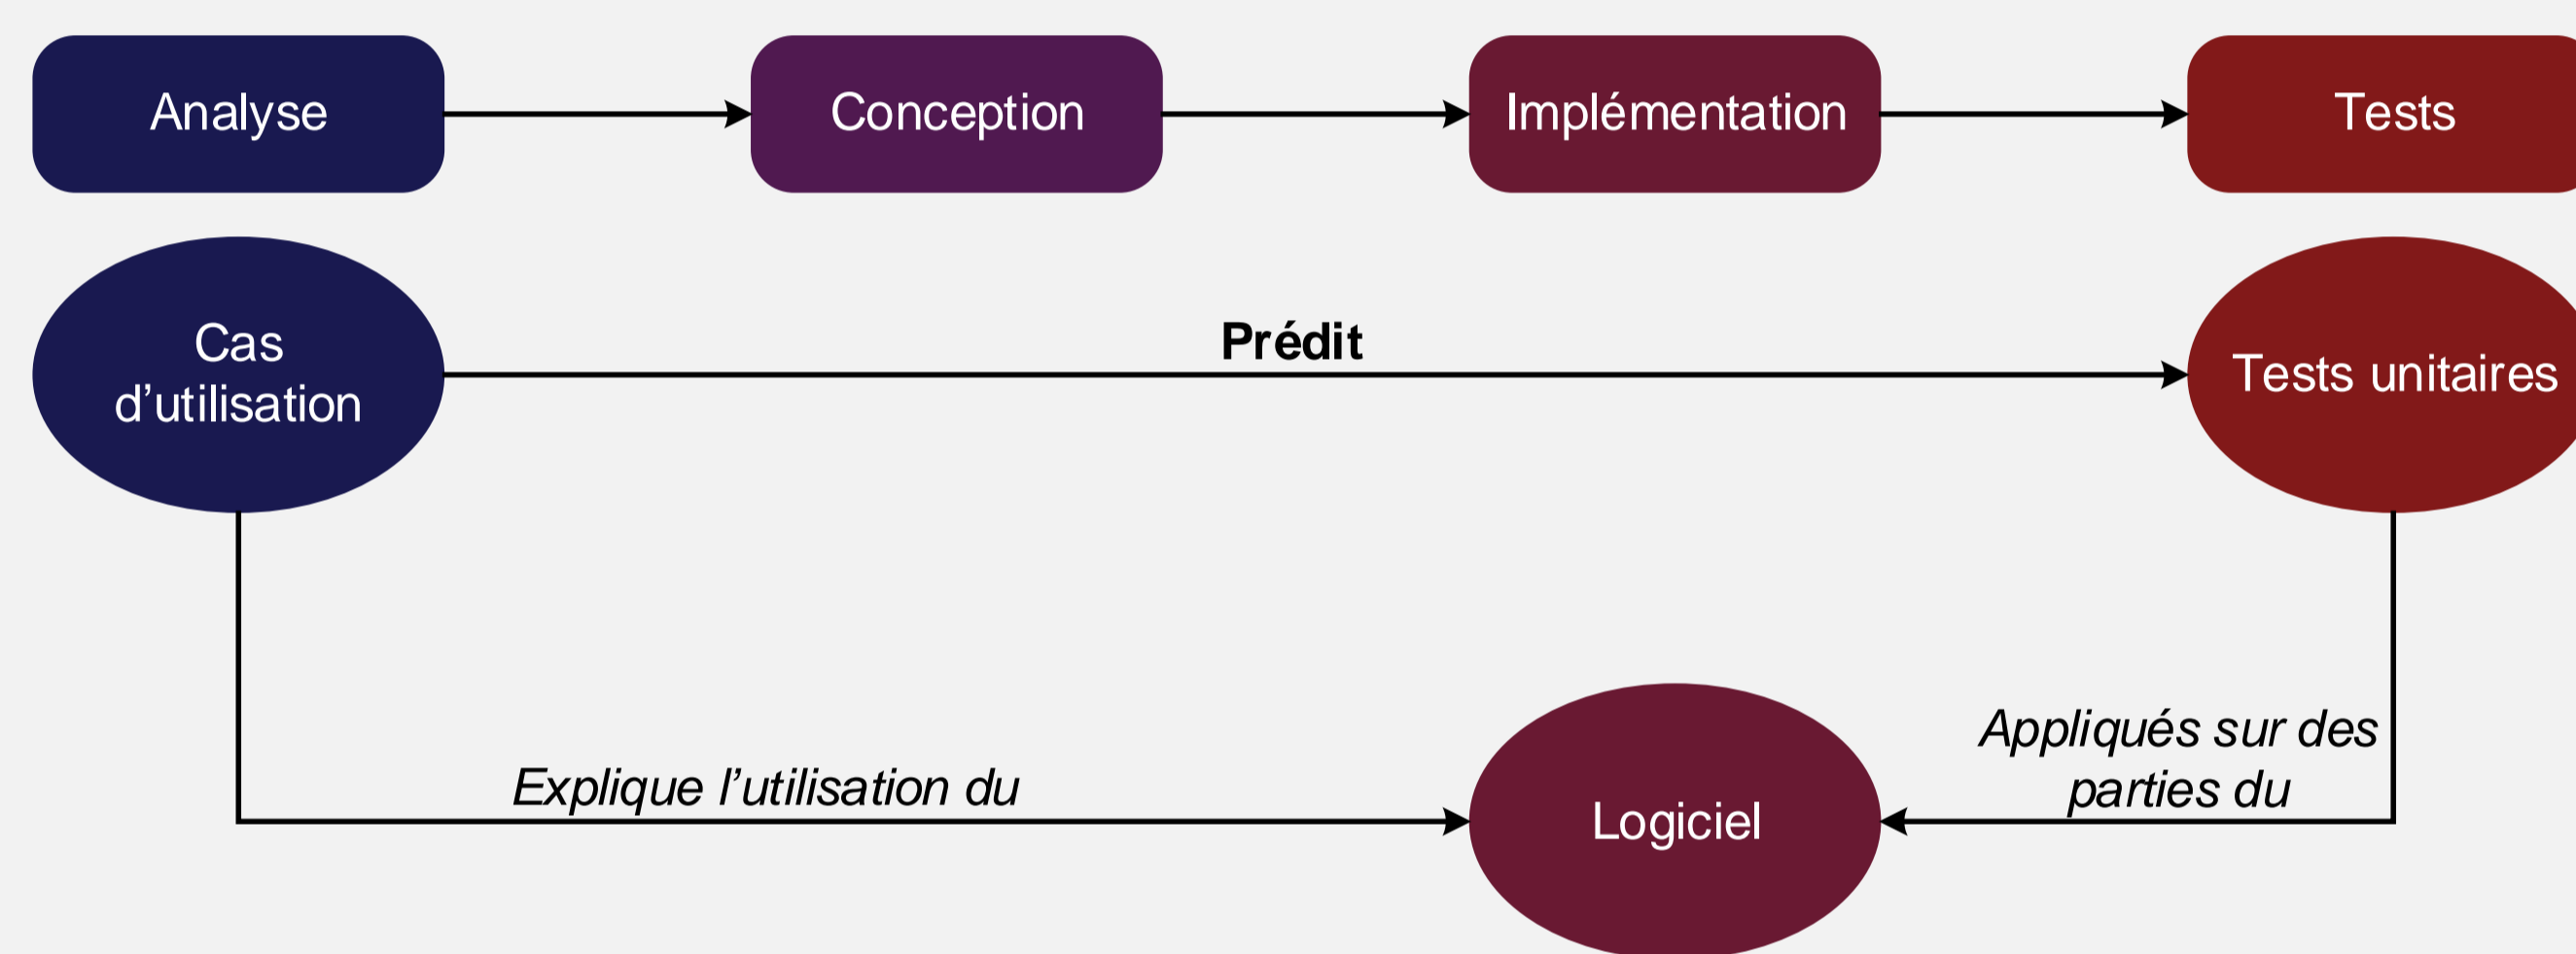 Analyse
Conception
Implémentation
Tests
Cas
d’utilisation
Prédit
Tests unitaires
Explique l’utilisation du
Logiciel
Appliqués sur des
parties du